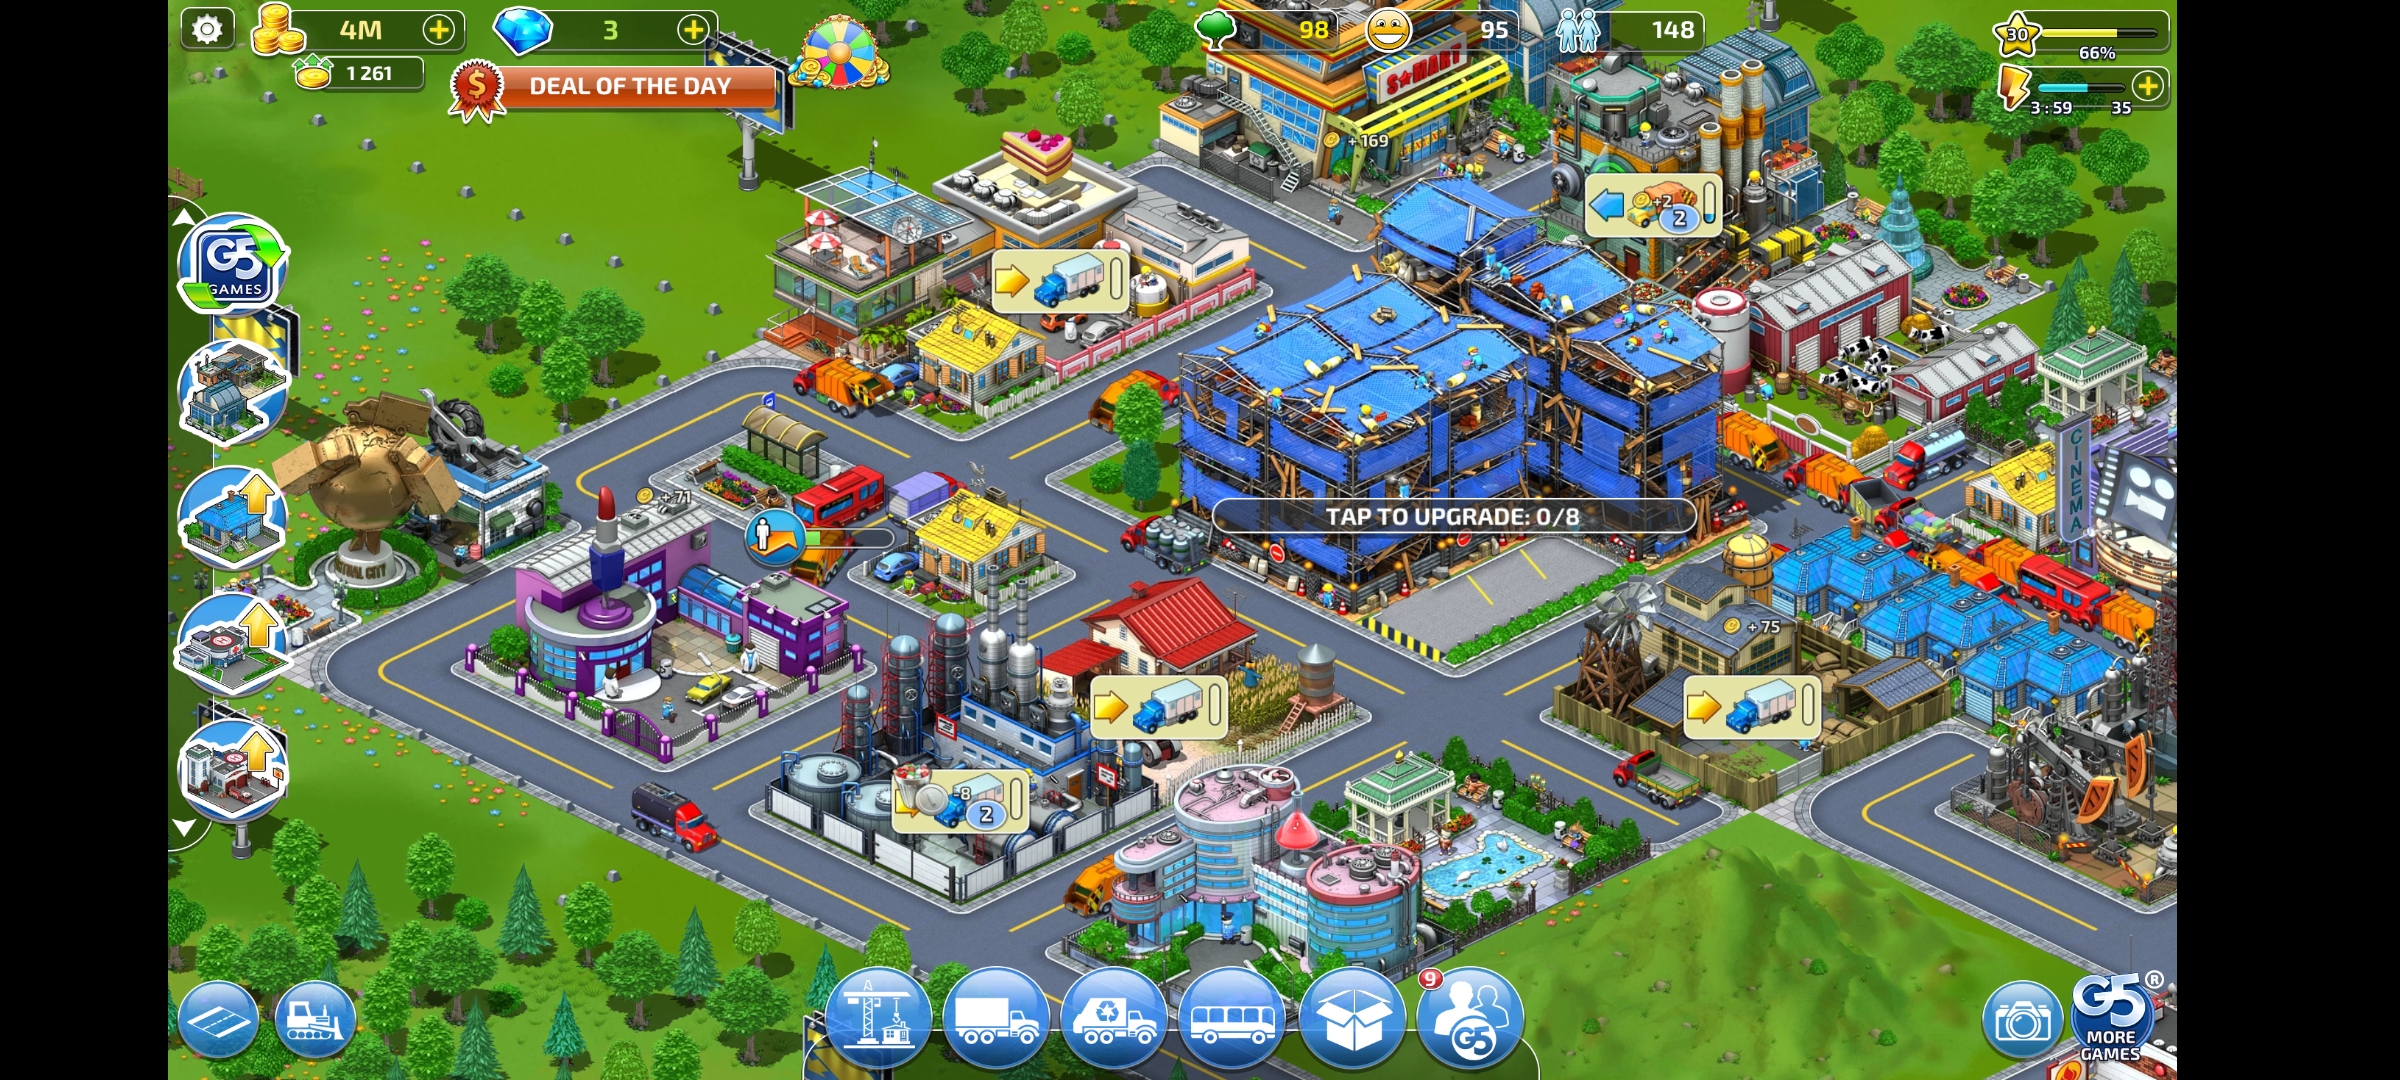 4M
3
98
95
148
30
66%
1 261
DEAL OF THE DAY
3:59
35
S★MART
+169
+2
2
G5
GAMES
CINEMA
+71
TAP TO UPGRADE: 0/8
+75
-8
2
9
G5
G5
®
MORE
GAMES